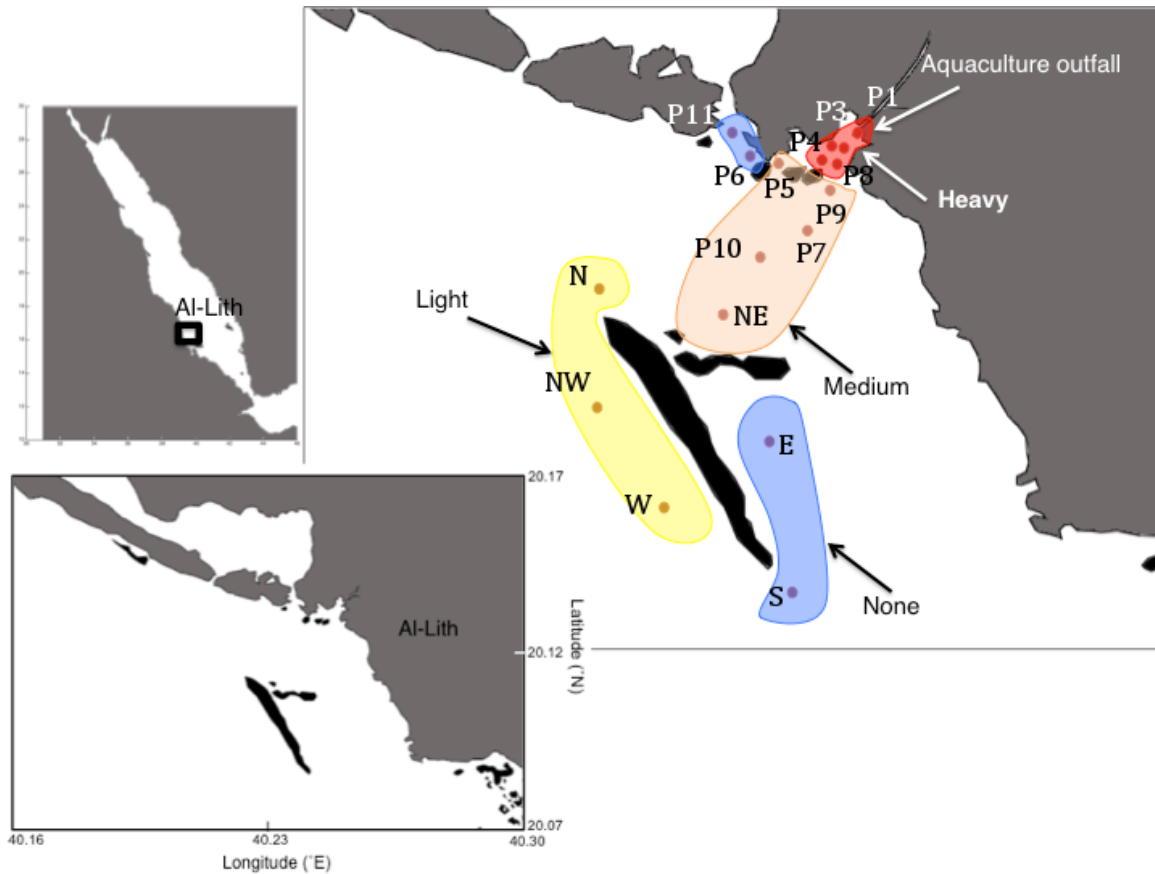 Al-Lith
Aquaculture outfall
P1
P3
P11
P4
P6
P5
P8
Heavy
P9
P10
P7
N
Light
NE
NW
Medium
E
W
S
None
20.17
Al-Lith
Latitude (˚N)
20.12
20.07
40.16
40.23
40.30
Longitude (˚E)